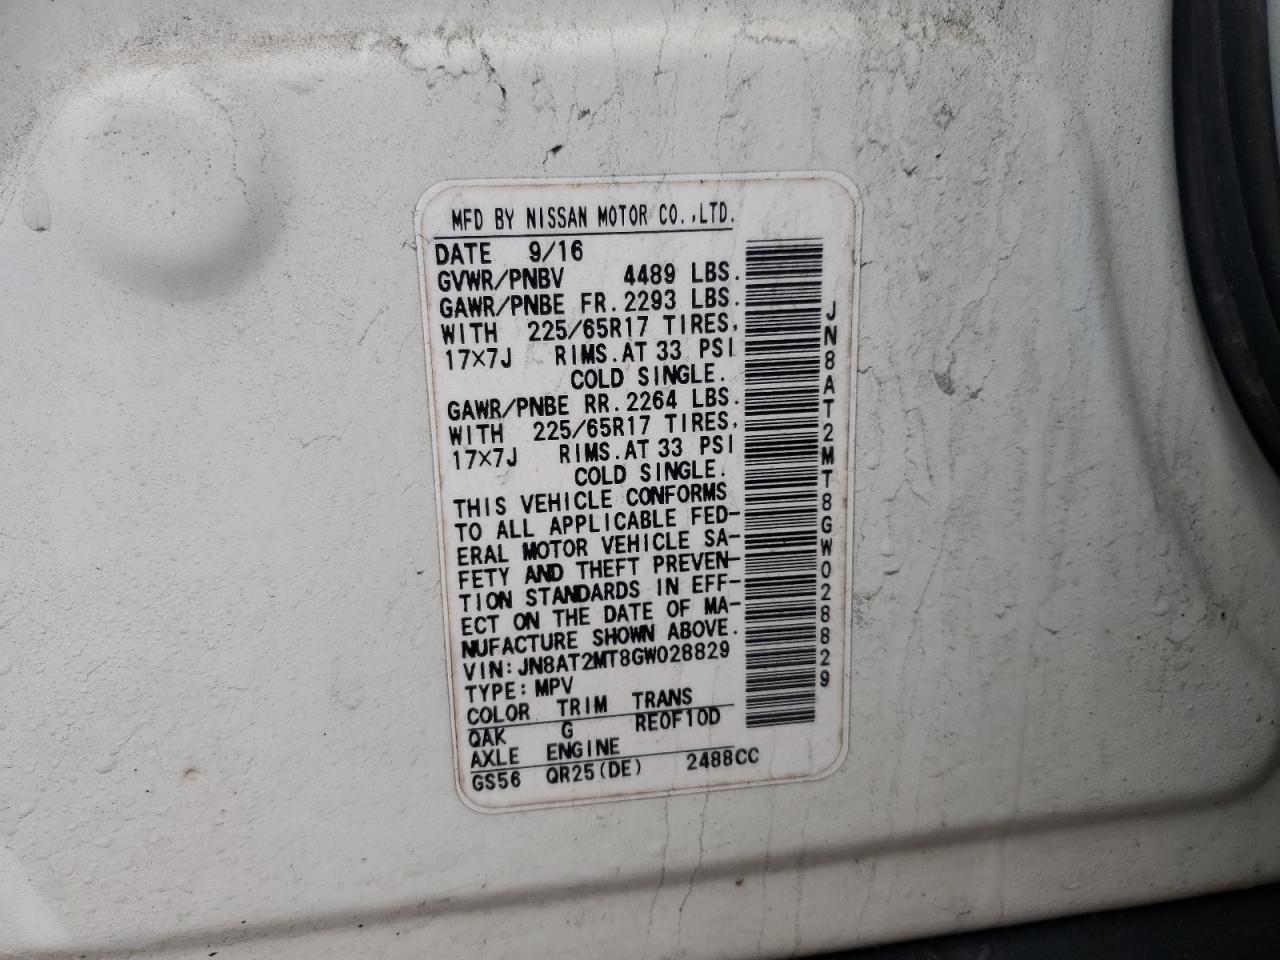 MFD BY NISSAN MOTOR CO.,LTD.
DATE 9/16
GVWR/PNBV 4489 LBS.
GAWR/PNBE FR.2293 LBS.
WITH 225/65R17 TIRES,
17×7J RIMS.AT 33 PSI
COLD SINGLE.
GAWR/PNBE RR.2264 LBS.
WITH 225/65R17 TIRES,
17×7J RIMS.AT 33 PSI
COLD SINGLE.
THIS VEHICLE CONFORMS
TO ALL APPLICABLE FED-
ERAL MOTOR VEHICLE SA-
FETY AND THEFT PREVEN-
TION STANDARDS IN EFF-
ECT ON THE DATE OF MA-
NUFACTURE SHOWN ABOVE.
VIN:JN8AT2MT8GW028829
TYPE:MPV
COLOR TRIM TRANS
QAK G RE0F10D
AXLE ENGINE
GS56 QR25(DE) 2488CC
JN8AT2MT8GW028829